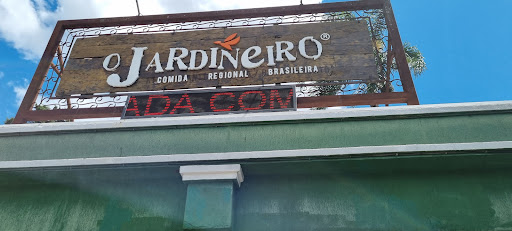 O JARDINEIRO®
COMIDA REGIONAL BRASILEIRA
ADA COM